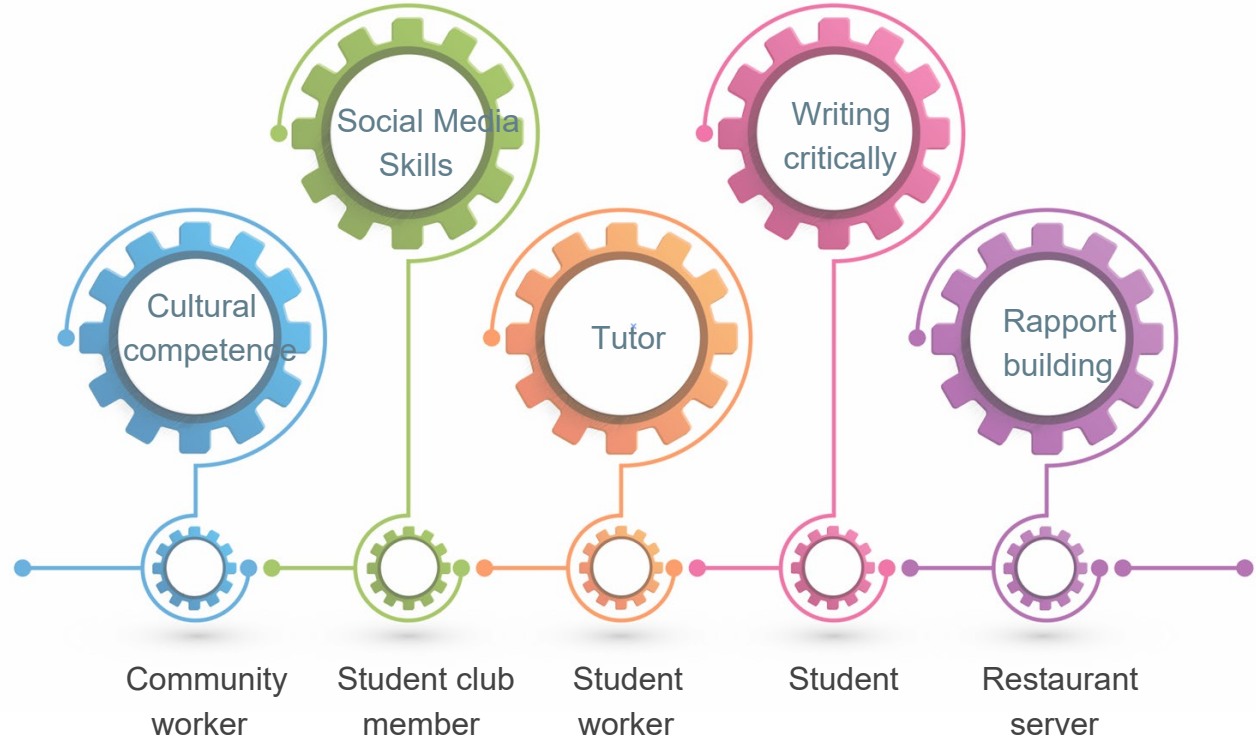 Social Media
Skills
Writing
critically
Cultural
competence
Tutor
Rapport
building
Community
worker
Student club
member
Student
worker
Student
Restaurant
server